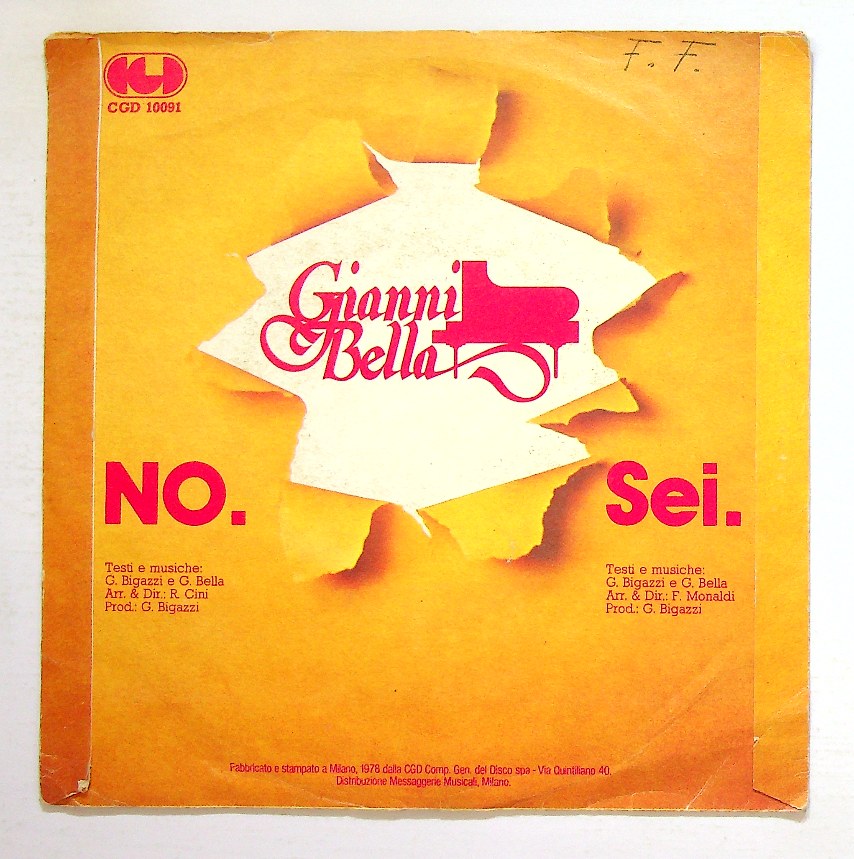 F. F.
CGD
CGD 10091
Gianni
Bella
NO.
Testi e musiche:
G. Bigazzi e G. Bella
Arr. & Dir.: R. Cini
Prod.: G. Bigazzi
Sei.
Testi e musiche:
G. Bigazzi e G. Bella
Arr. & Dir.: F. Monaldi
Prod.: G. Bigazzi
Fabbricato e stampato a Milano, 1978 dalla CGD Comp. Gen. del Disco spa - Via Quintiliano 40.
Distribuzione Messaggerie Musicali, Milano.